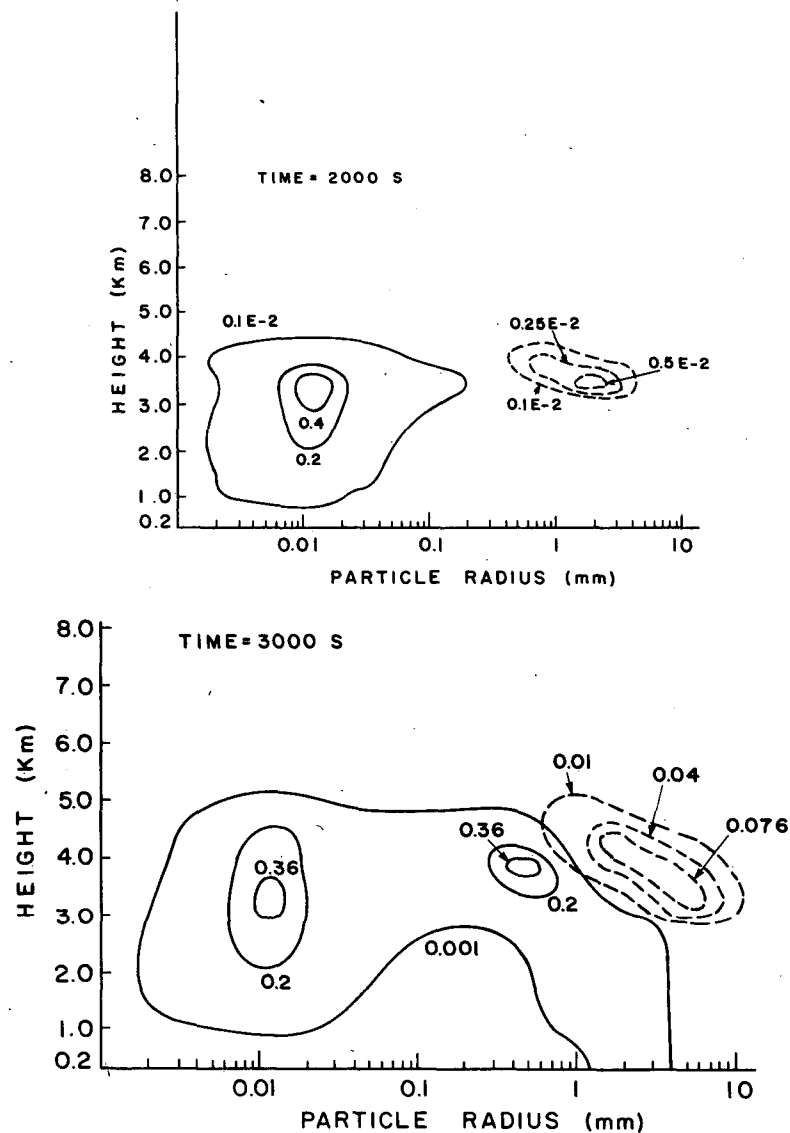 TIME= 2000 S
HEIGHT (Km)
8.0
7.0
6.0
5.0
4.0
3.0
2.0
1.0
0.2
0.1E-2
0.4
0.2
0.25E-2
0.5E-2
0.1E-2
0.01 0.1 1 10
PARTICLE RADIUS (mm)
TIME= 3000 S
HEIGHT (Km)
8.0
7.0
6.0
5.0
4.0
3.0
2.0
1.0
0.2
0.01
0.04
0.076
0.36
0.36
0.2
0.2
0.001
0.01 0.1 1 10
PARTICLE RADIUS (mm)